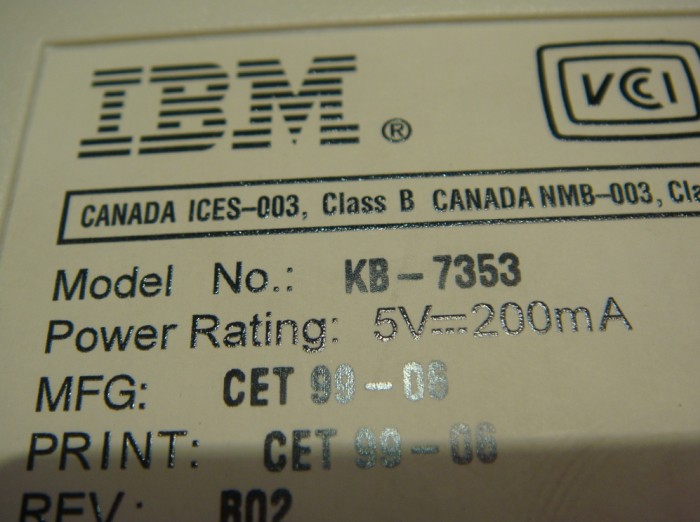 IBM®
VCCI
CANADA ICES-003, Class B CANADA NMB-003, Cla
Model No.: KB-7353
Power Rating: 5V⎓200mA
MFG: CET 99-06
PRINT: CET 99-06
REV: B02